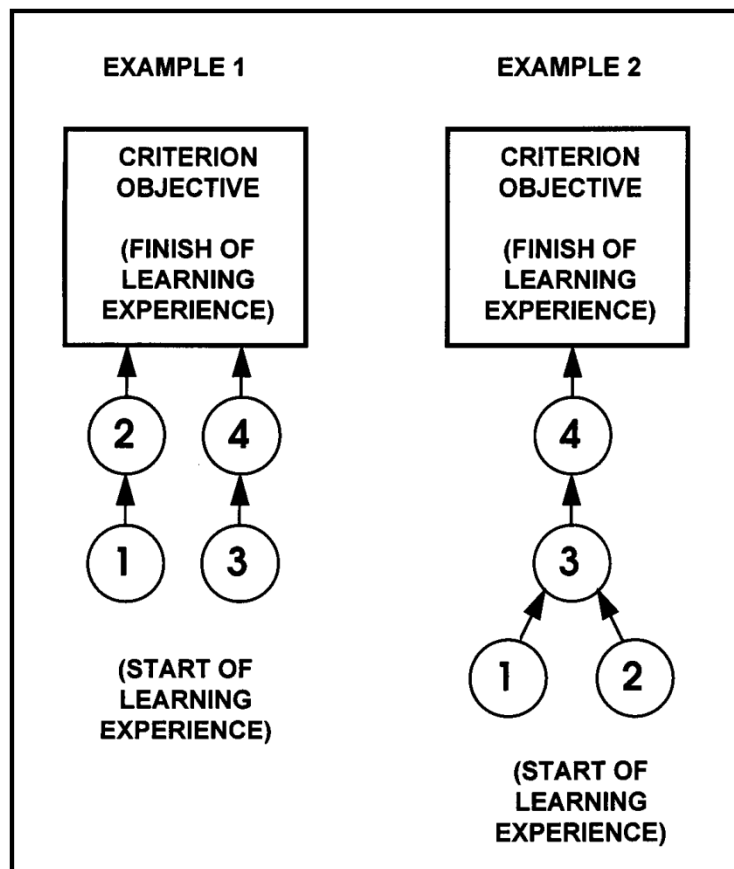 EXAMPLE 1
CRITERION
OBJECTIVE
(FINISH OF
LEARNING
EXPERIENCE)
2
4
1
3
(START OF
LEARNING
EXPERIENCE)
EXAMPLE 2
CRITERION
OBJECTIVE
(FINISH OF
LEARNING
EXPERIENCE)
4
3
1
2
(START OF
LEARNING
EXPERIENCE)